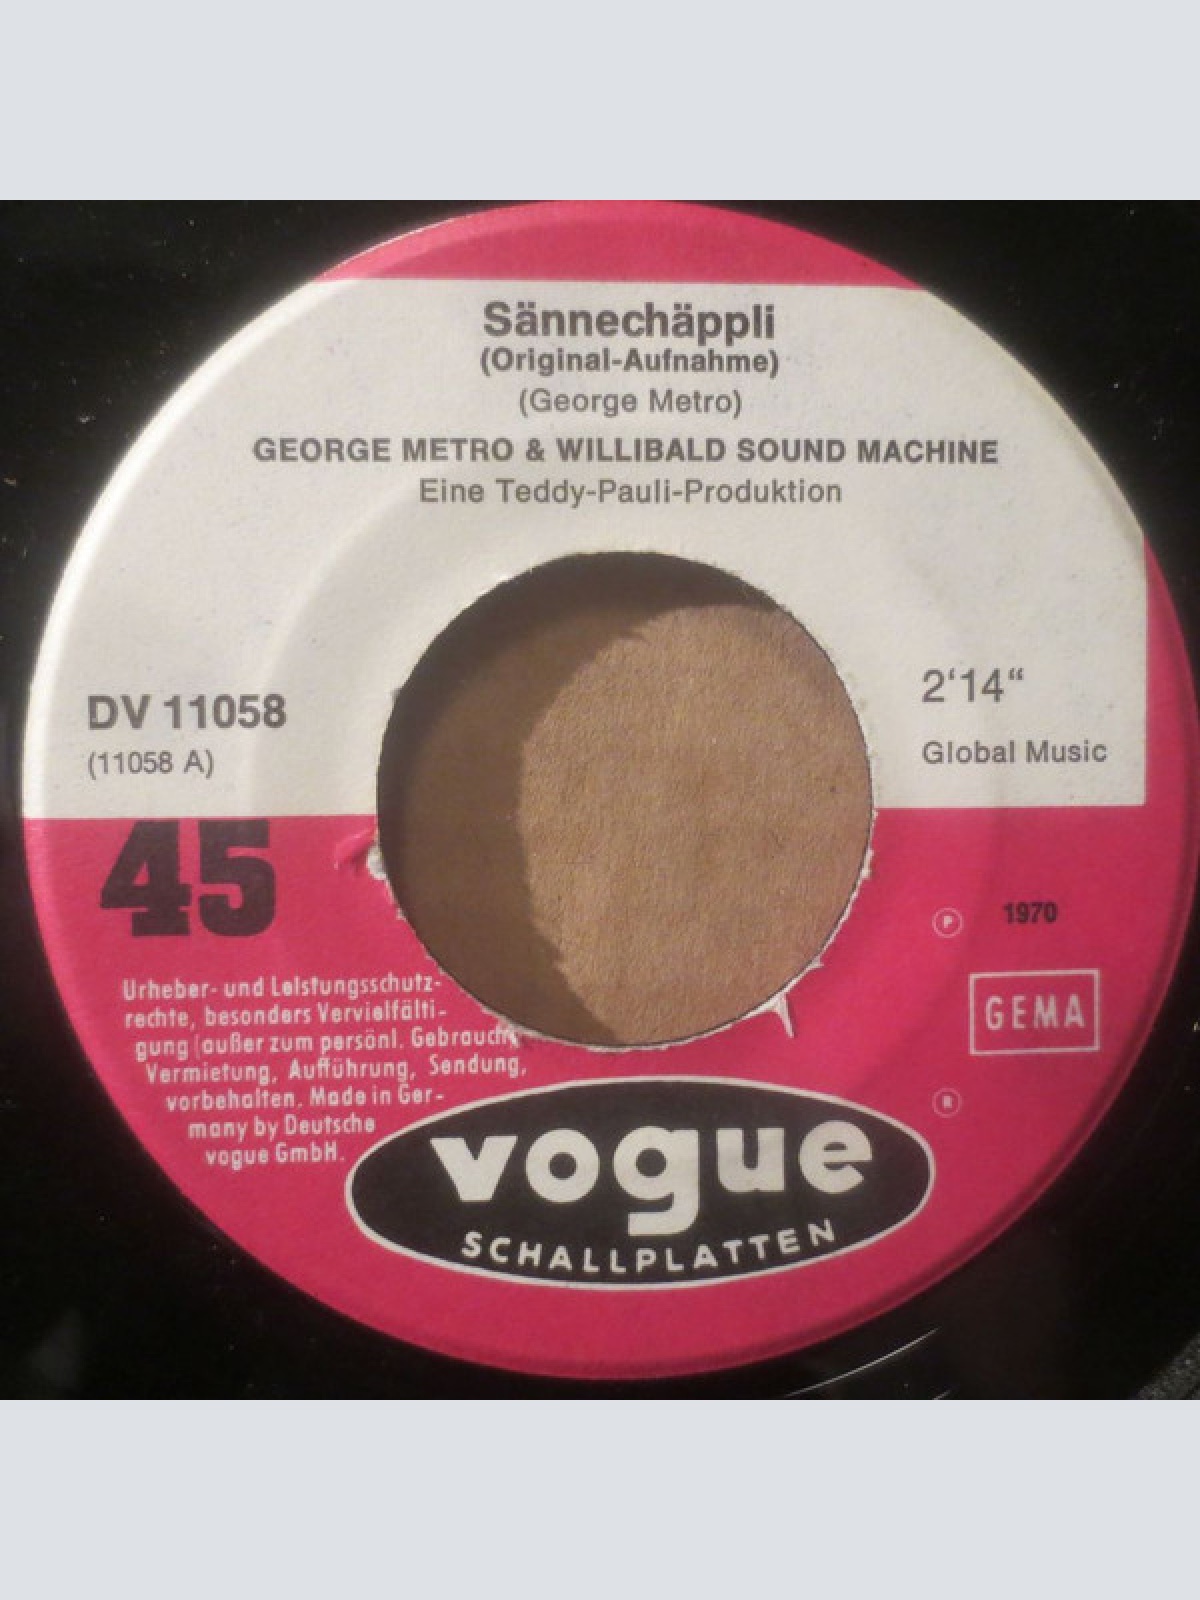 Sännechäppli
(Original-Aufnahme)
(George Metro)
GEORGE METRO & WILLIBALD SOUND MACHINE
Eine Teddy-Pauli-Produktion
DV 11058
(11058 A)
2'14“
Global Music
45
Ⓟ 1970
GEMA
Urheber- und Leistungsschutz-
rechte, besonders Vervielfälti-
gung (außer zum persönl. Gebrauch,
Vermietung, Aufführung, Sendung,
vorbehalten. Made in Ger-
many by Deutsche
vogue GmbH.
®
vogue
SCHALLPLATTEN